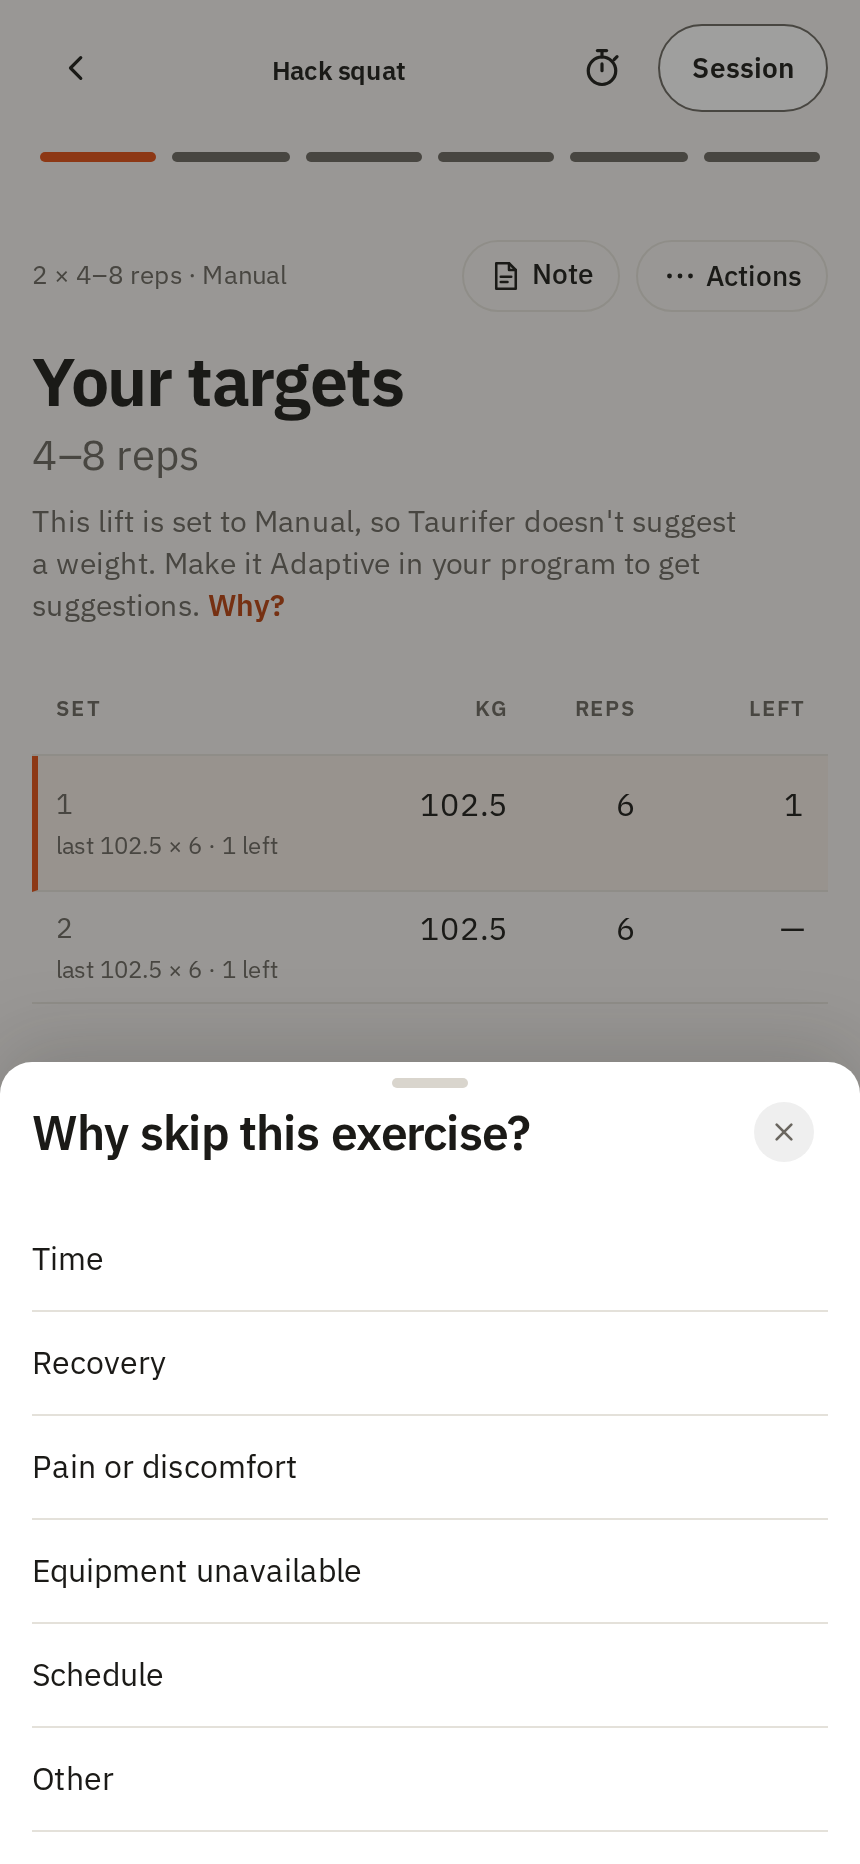 Hack squat
Session
2 × 4–8 reps · Manual
Note
Actions
Your targets
4–8 reps
This lift is set to Manual, so Taurifer doesn't suggest
a weight. Make it Adaptive in your program to get
suggestions. Why?
SET KG REPS LEFT
1 102.5 6 1
last 102.5 × 6 · 1 left
2 102.5 6 —
last 102.5 × 6 · 1 left
Why skip this exercise?
Time
Recovery
Pain or discomfort
Equipment unavailable
Schedule
Other